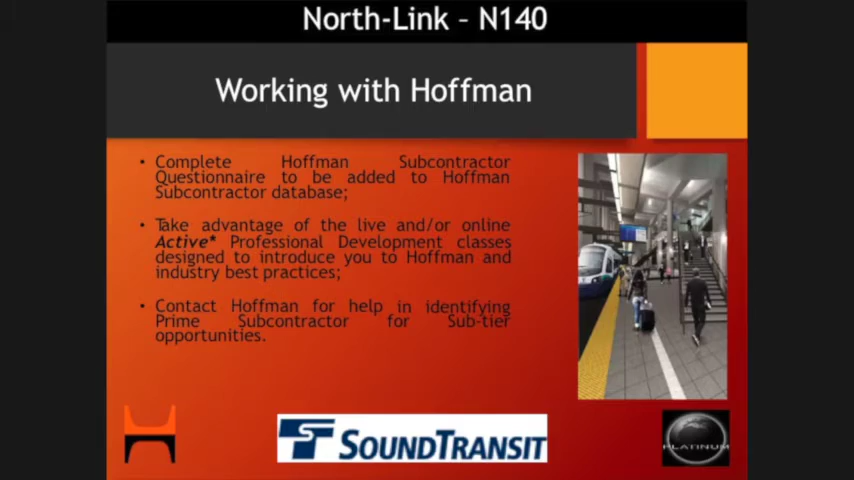 North-Link – N140
Working with Hoffman
• Complete Hoffman Subcontractor
Questionnaire to be added to Hoffman
Subcontractor database;
• Take advantage of the live and/or online
Active* Professional Development classes
designed to introduce you to Hoffman and
industry best practices;
• Contact Hoffman for help in identifying
Prime Subcontractor for Sub-tier
opportunities.
SOUNDTRANSIT
PLATINUM